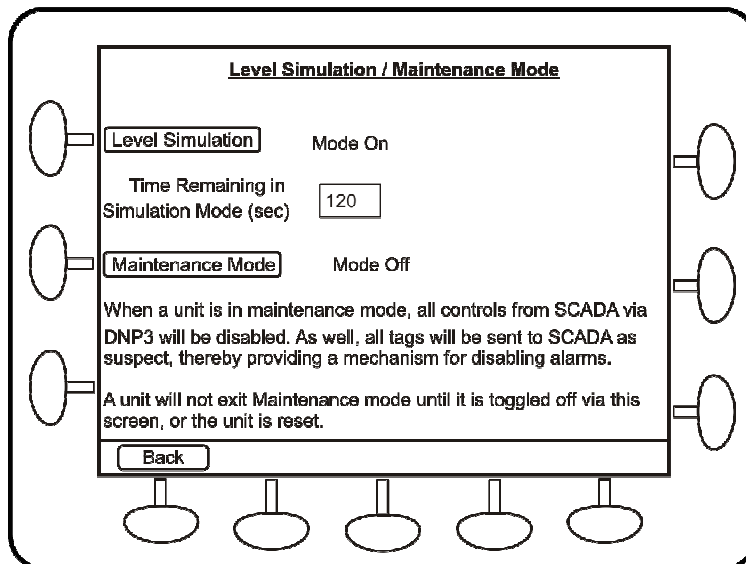 Level Simulation / Maintenance Mode
Level Simulation Mode On
Time Remaining in
Simulation Mode (sec) 120
Maintenance Mode Mode Off
When a unit is in maintenance mode, all controls from SCADA via
DNP3 will be disabled. As well, all tags will be sent to SCADA as
suspect, thereby providing a mechanism for disabling alarms.
A unit will not exit Maintenance mode until it is toggled off via this
screen, or the unit is reset.
Back